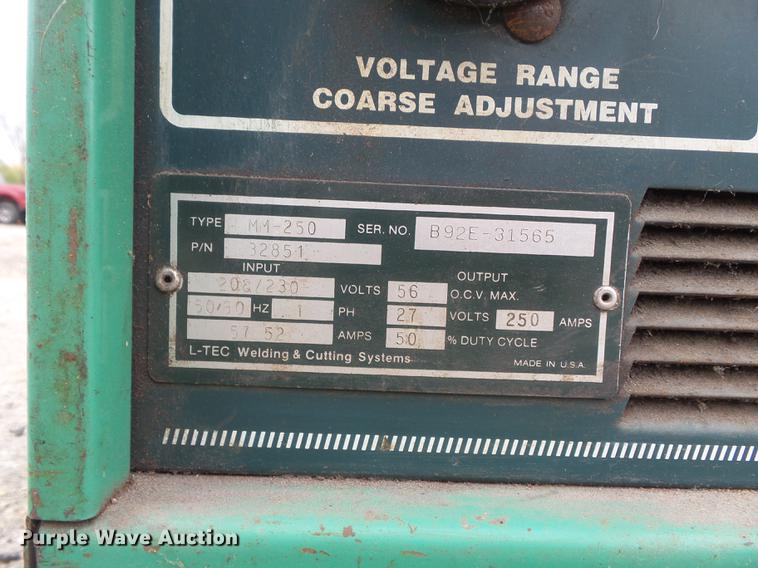 VOLTAGE RANGE
COARSE ADJUSTMENT
TYPE MM-250 SER. NO. B92E-31565
P/N 32851
INPUT OUTPUT
208/230 VOLTS 56 O.C.V. MAX.
50/60 HZ 1 PH 27 VOLTS 250 AMPS
57 52 AMPS 50 % DUTY CYCLE
L-TEC Welding & Cutting Systems MADE IN U.S.A.
Purple Wave Auction